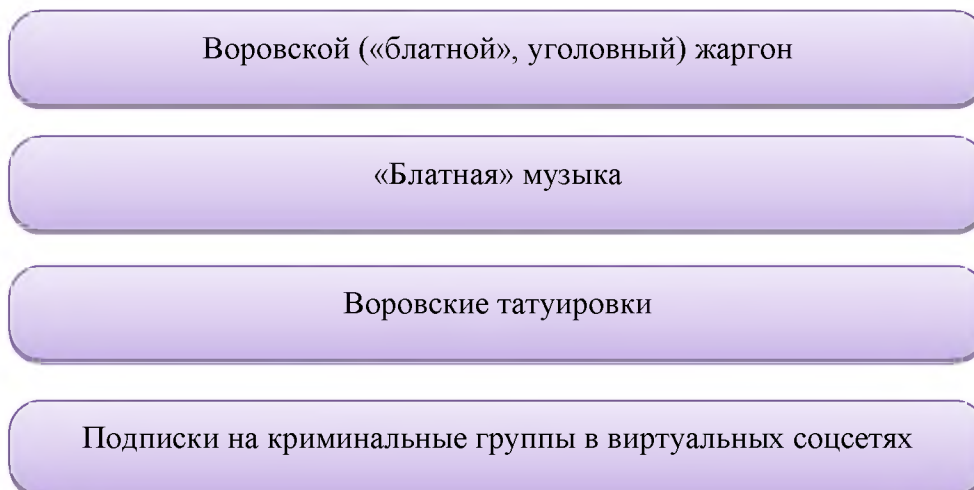 Воровской («блатной», уголовный) жаргон
«Блатная» музыка
Воровские татуировки
Подписки на криминальные группы в виртуальных соцсетях